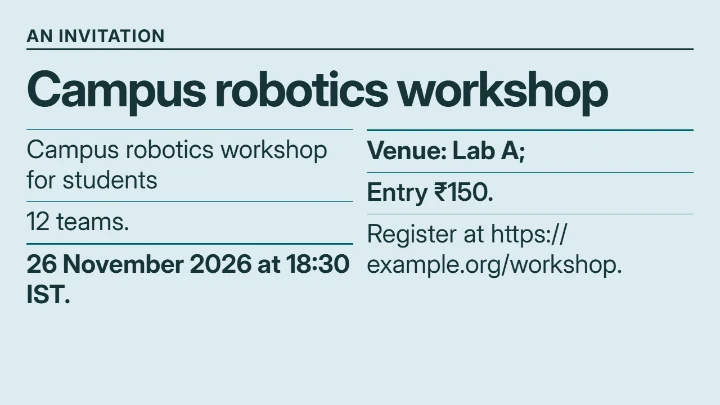 AN INVITATION
Campus robotics workshop
Campus robotics workshop
for students
12 teams.
26 November 2026 at 18:30
IST.
Venue: Lab A;
Entry ₹150.
Register at https://
example.org/workshop.